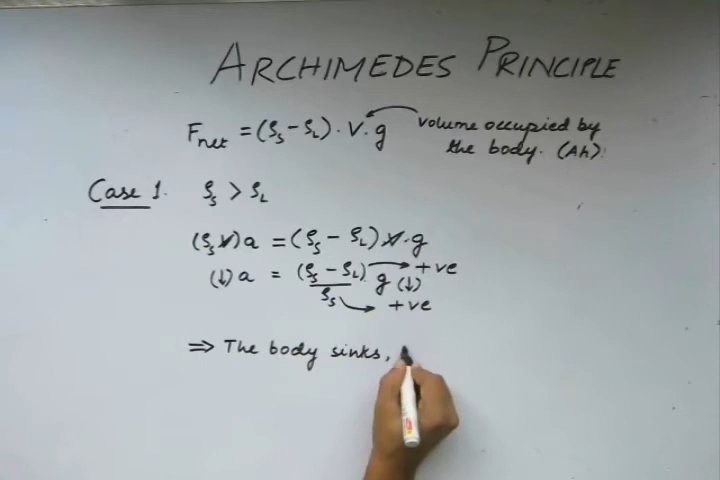 ARCHIMEDES PRINCIPLE
Fnet = (ρs - ρL) · V · g volume occupied by
the body. (Ah)
Case 1. ρs > ρL
(ρs V) a = (ρs - ρL) V · g
(↓) a = (ρs - ρL) / ρs g (↓) → +ve
→ +ve
⇒ The body sinks,